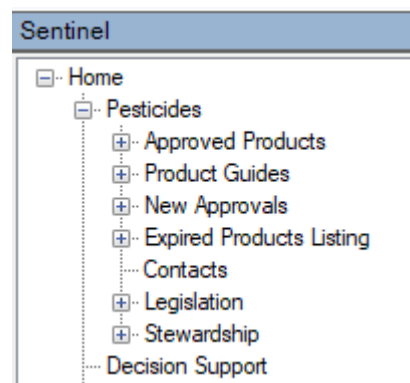 Sentinel
Home
Pesticides
Approved Products
Product Guides
New Approvals
Expired Products Listing
Contacts
Legislation
Stewardship
Decision Support